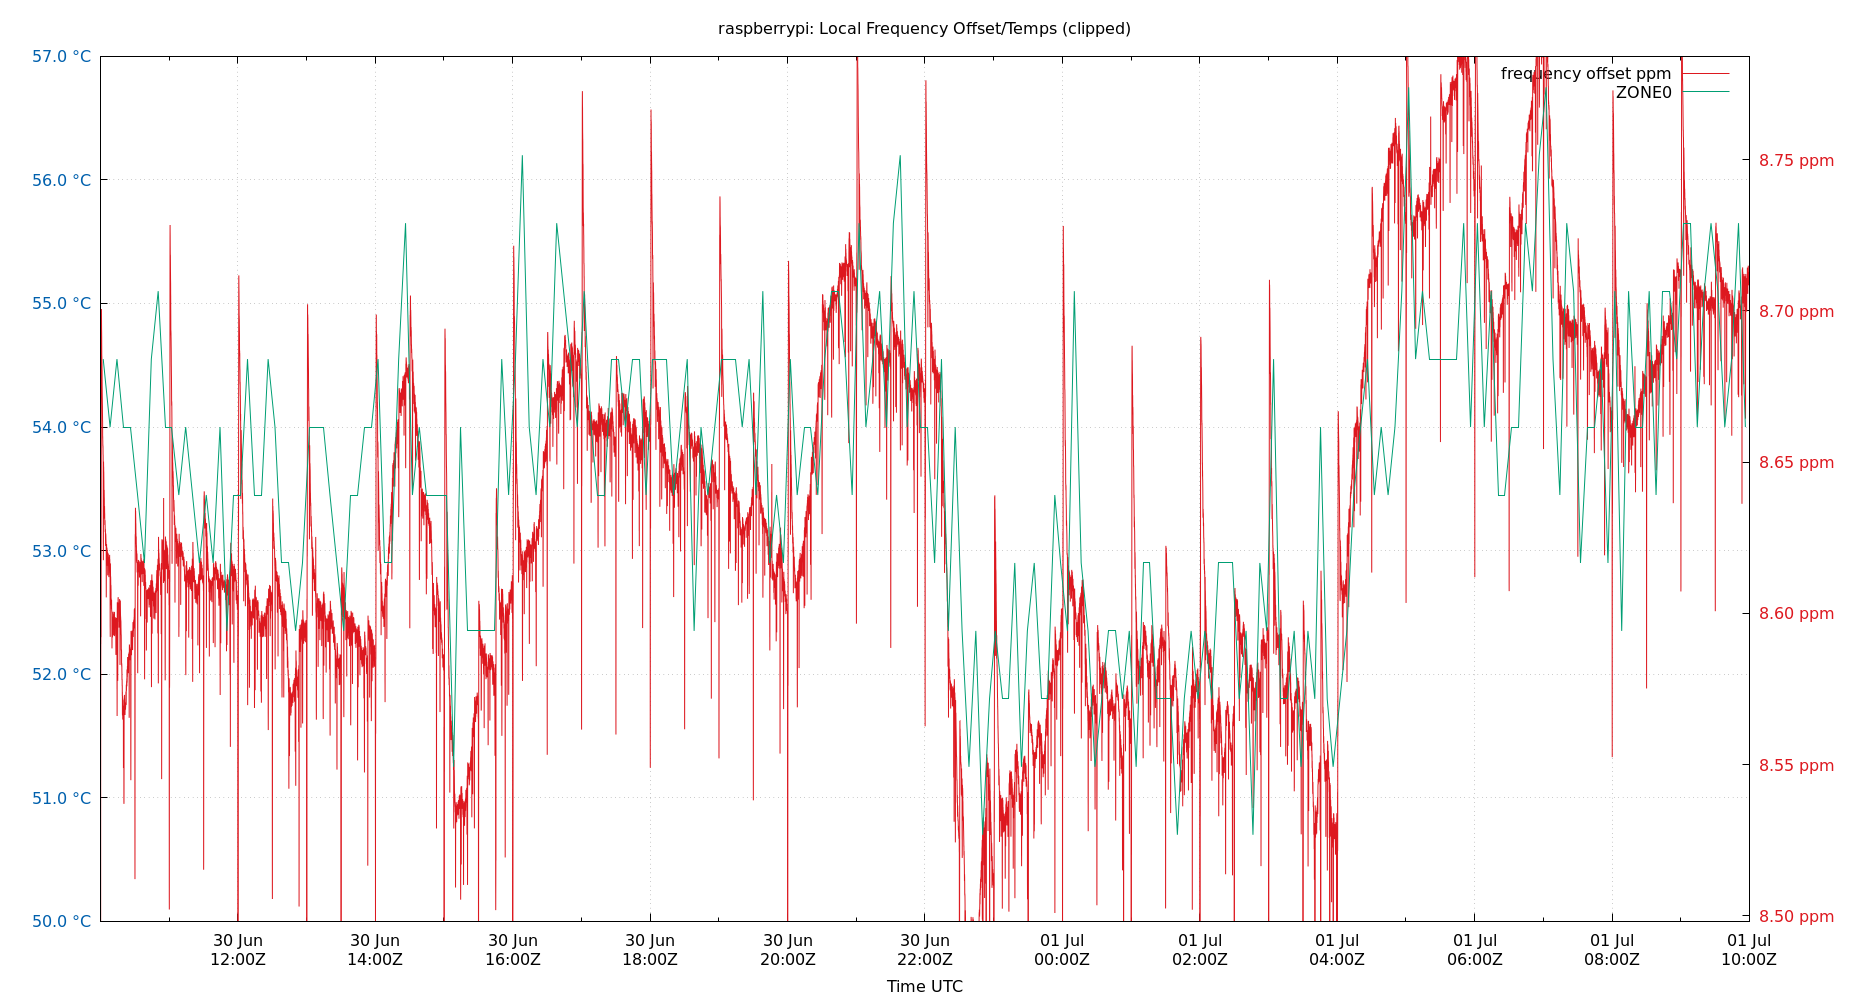 raspberrypi: Local Frequency Offset/Temps (clipped)
57.0 °C
56.0 °C
55.0 °C
54.0 °C
53.0 °C
52.0 °C
51.0 °C
50.0 °C
frequency offset ppm
ZONE0
8.75 ppm
8.70 ppm
8.65 ppm
8.60 ppm
8.55 ppm
8.50 ppm
30 Jun
12:00Z
30 Jun
14:00Z
30 Jun
16:00Z
30 Jun
18:00Z
30 Jun
20:00Z
30 Jun
22:00Z
01 Jul
00:00Z
01 Jul
02:00Z
01 Jul
04:00Z
01 Jul
06:00Z
01 Jul
08:00Z
01 Jul
10:00Z
Time UTC